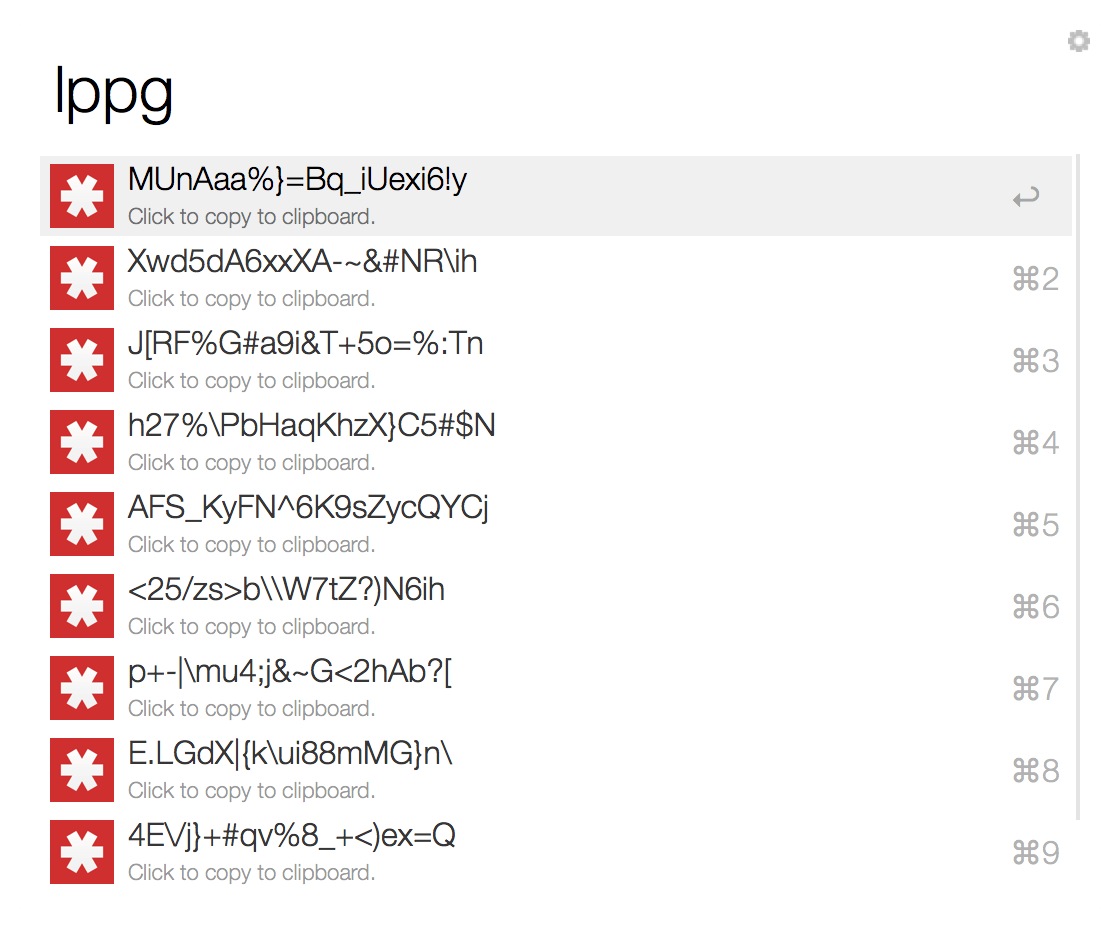 lppg
MUnAaa%}=Bq_iUexi6!y
Click to copy to clipboard.
↩
Xwd5dA6xxXA-~&#NR\ih
Click to copy to clipboard.
⌘2
J[RF%G#a9i&T+5o=%:Tn
Click to copy to clipboard.
⌘3
h27%\PbHaqKhzX}C5#$N
Click to copy to clipboard.
⌘4
AFS_KyFN^6K9sZycQYCj
Click to copy to clipboard.
⌘5
<25/zs>b\\W7tZ?)N6ih
Click to copy to clipboard.
⌘6
p+-|\mu4;j&~G<2hAb?[
Click to copy to clipboard.
⌘7
E.LGdX|{k\ui88mMG}n\
Click to copy to clipboard.
⌘8
4E\/j}+#qv%8_+<)ex=Q
Click to copy to clipboard.
⌘9